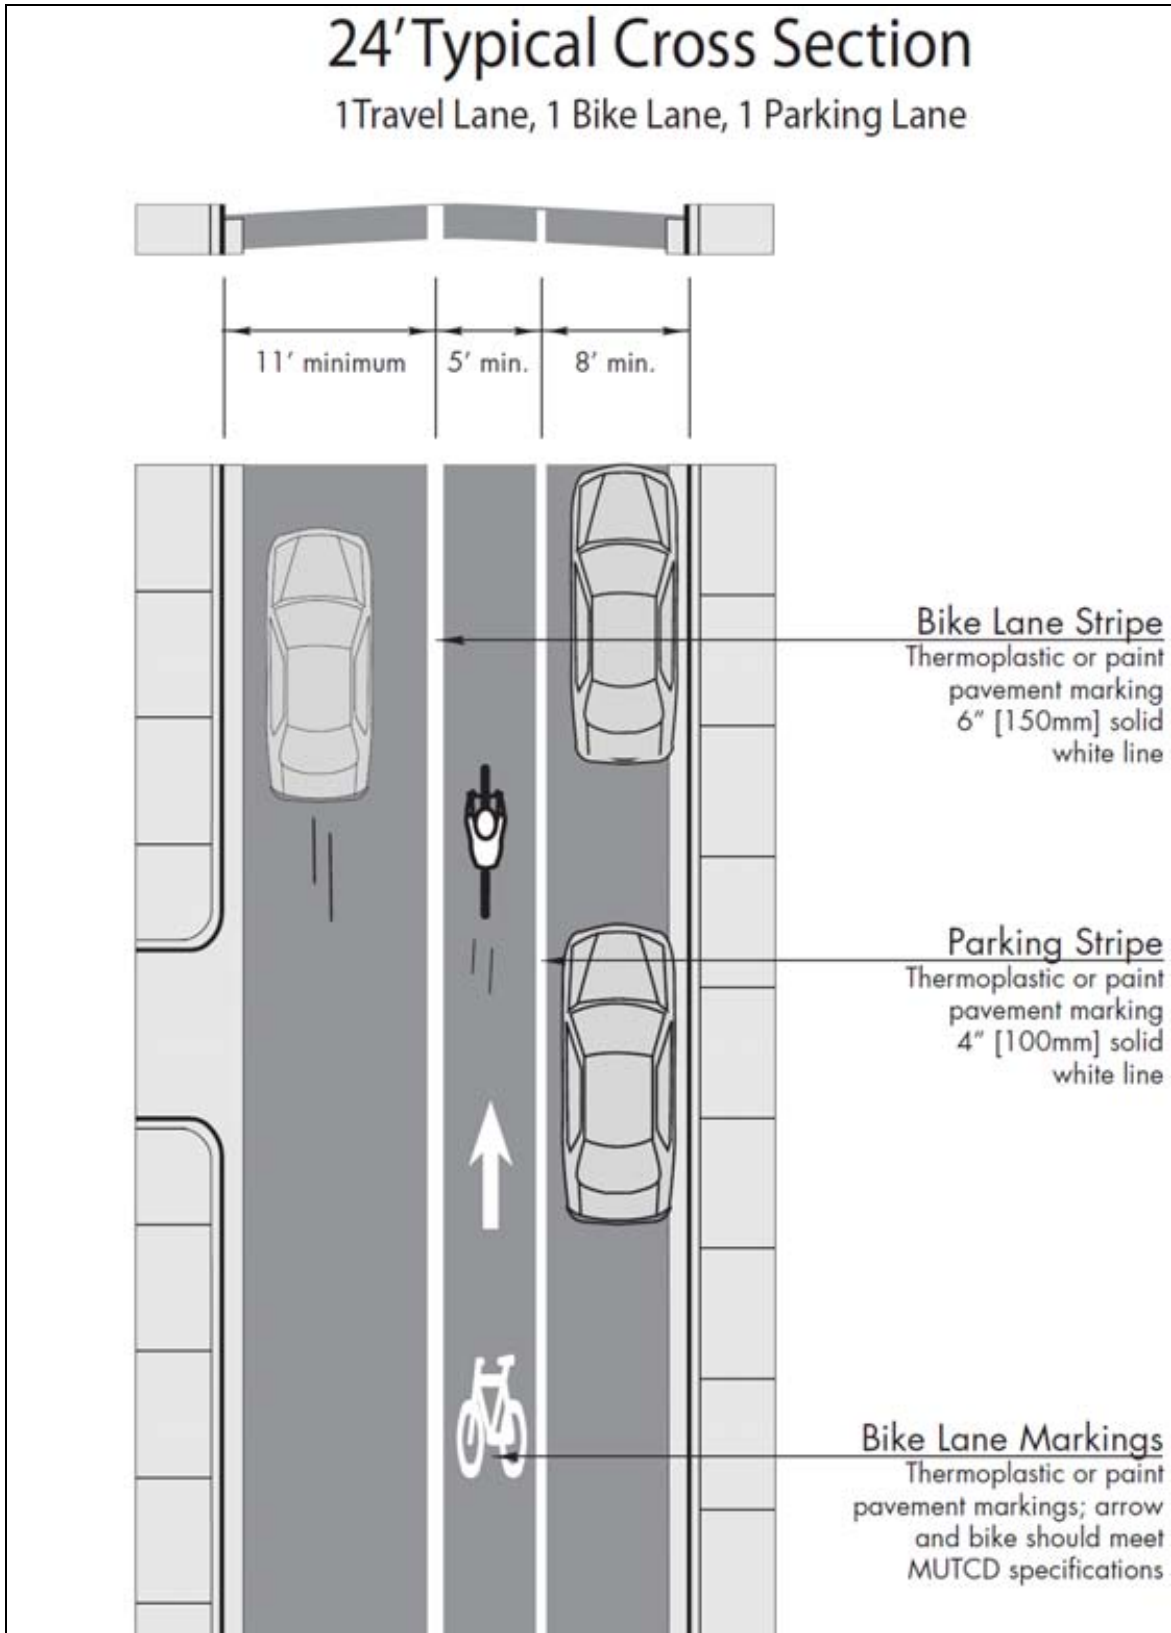 24' Typical Cross Section
1 Travel Lane, 1 Bike Lane, 1 Parking Lane
11' minimum
5' min.
8' min.
Bike Lane Stripe
Thermoplastic or paint
pavement marking
6" [150mm] solid
white line
Parking Stripe
Thermoplastic or paint
pavement marking
4" [100mm] solid
white line
Bike Lane Markings
Thermoplastic or paint
pavement markings; arrow
and bike should meet
MUTCD specifications